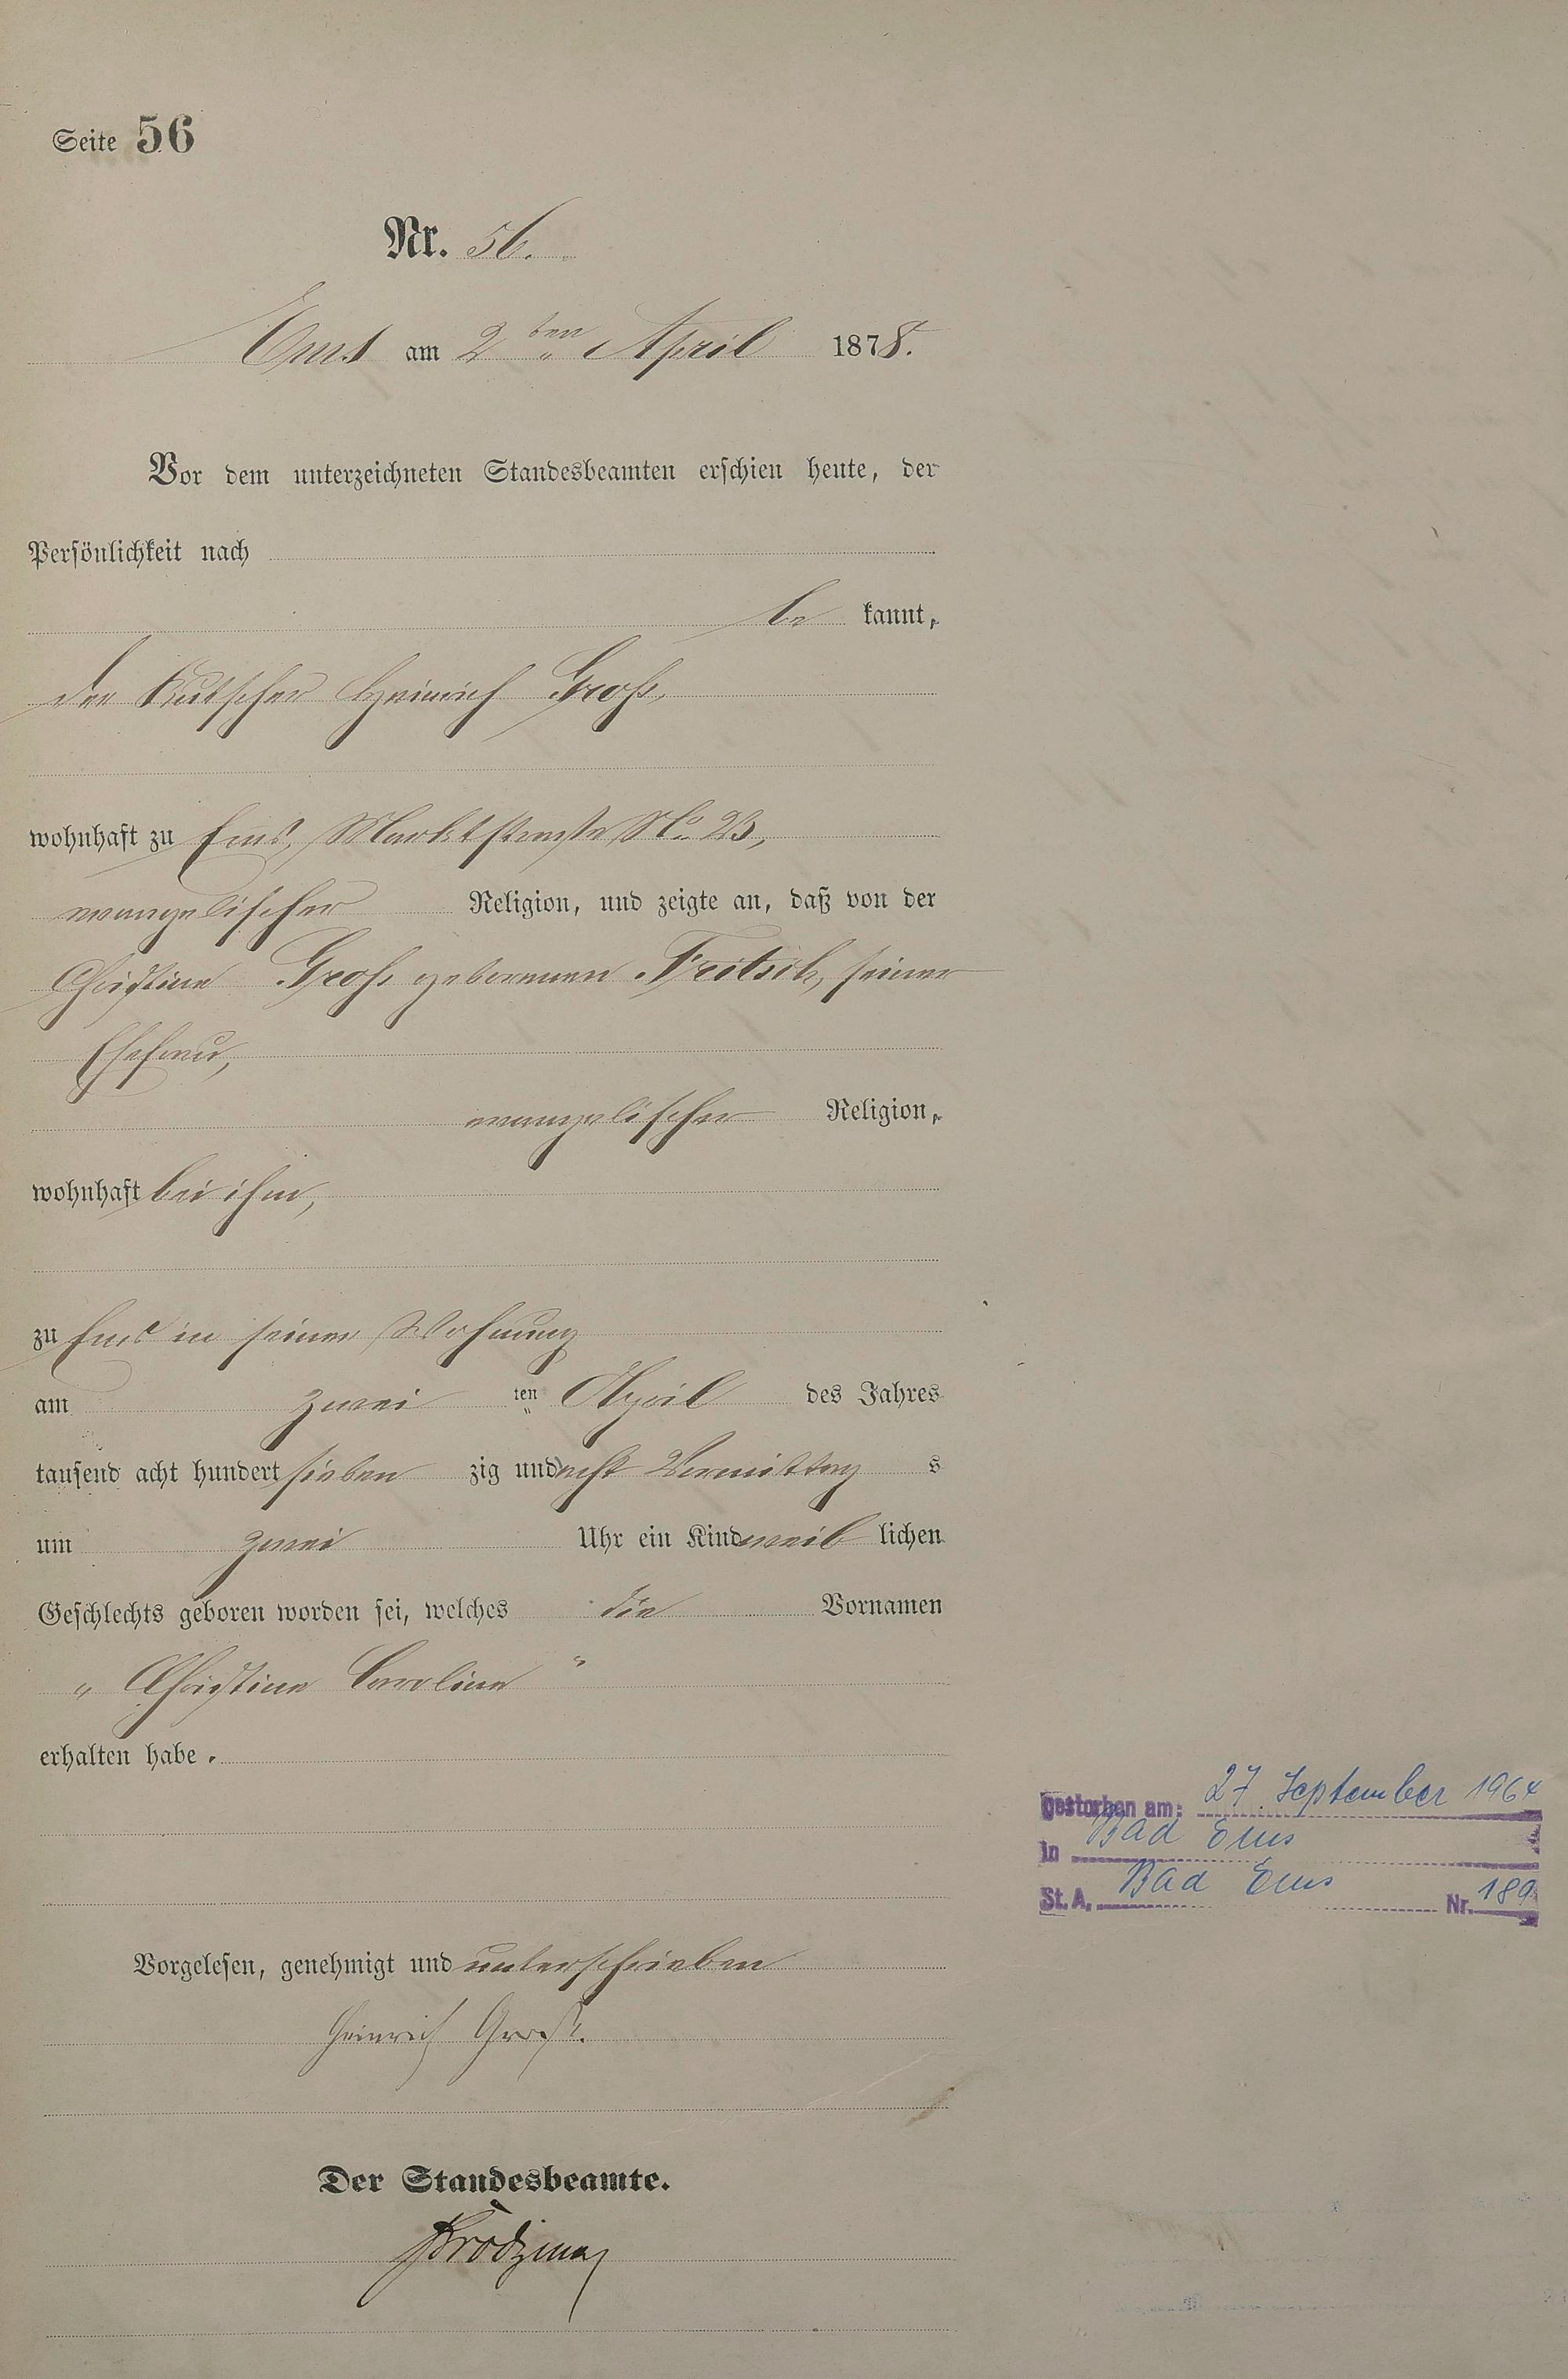 Seite 56
Nr. 56.
Ems am 2ten April 1878.
Vor dem unterzeichneten Standesbeamten erschien heute, der
Persönlichkeit nach
be kannt,
der Kutscher Heinrich Groß,
wohnhaft zu Ems, Marktstraße No 23,
evangelischer Religion, und zeigte an, daß von der
Christine Groß geborenen Fritsch, seiner
Ehefrau,
evangelischer Religion,
wohnhaft bei ihm,
zu Ems in seiner Wohnung
am zwei ten April des Jahres
tausend acht hundert sieben zig und acht Vormittag s
um zwei Uhr ein Kind weib lichen
Geschlechts geboren worden sei, welches die Vornamen
„ Christine Caroline “
erhalten habe.
gestorben am: 27. September 1964
in Bad Ems
St. A. Bad Ems Nr. 189
Vorgelesen, genehmigt und unterschrieben
Heinrich Groß.
Der Standesbeamte.